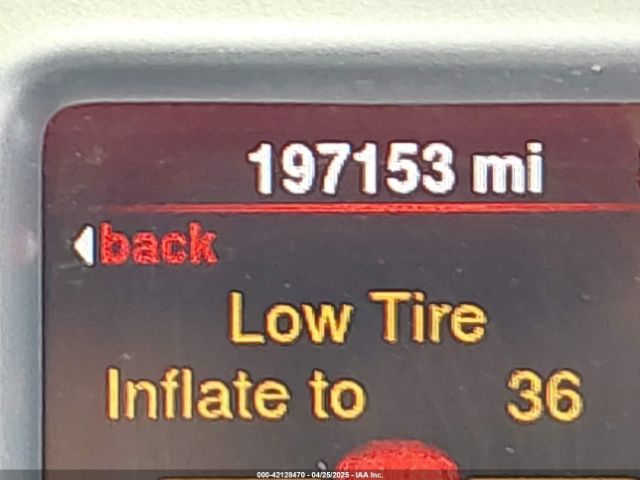 197153 mi
back
Low Tire
Inflate to 36
000-42128470 - 04/25/2025 - IAA Inc.